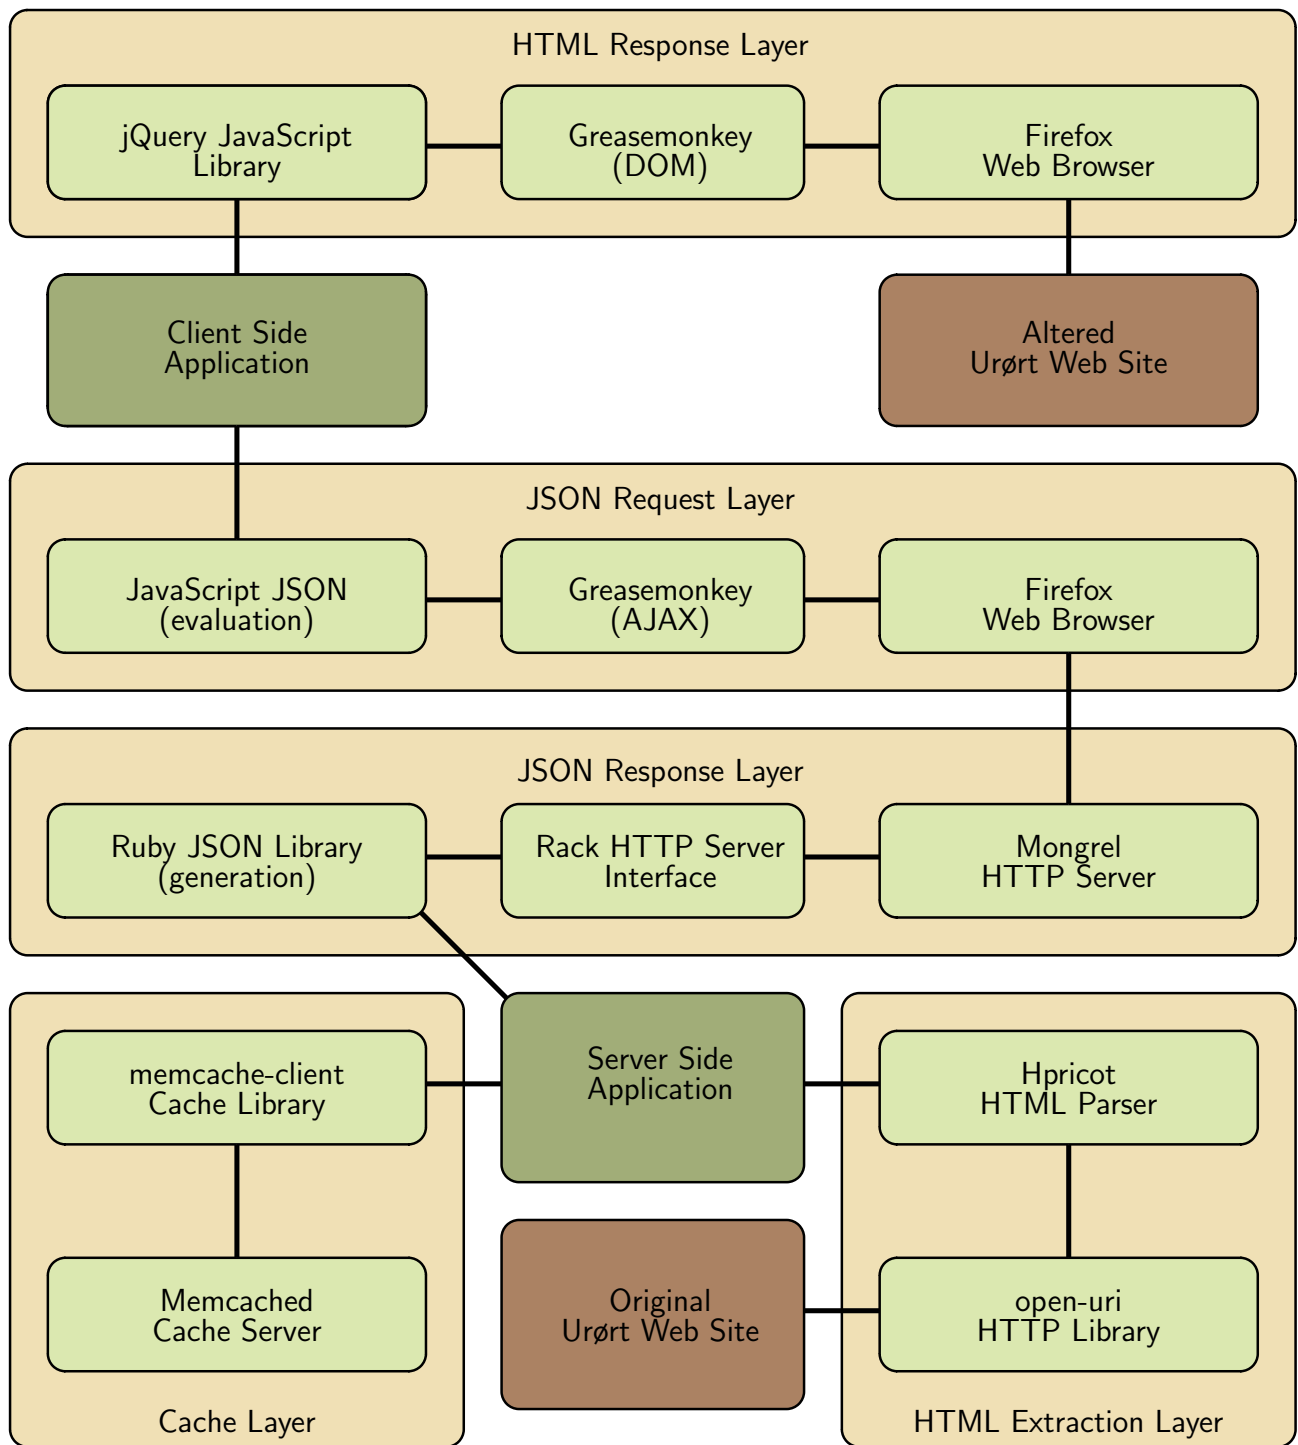 HTML Response Layer
jQuery JavaScript
Library
Greasemonkey
(DOM)
Firefox
Web Browser
Client Side
Application
Altered
Urørt Web Site
JSON Request Layer
JavaScript JSON
(evaluation)
Greasemonkey
(AJAX)
Firefox
Web Browser
JSON Response Layer
Ruby JSON Library
(generation)
Rack HTTP Server
Interface
Mongrel
HTTP Server
memcache-client
Cache Library
Server Side
Application
Hpricot
HTML Parser
Memcached
Cache Server
Original
Urørt Web Site
open-uri
HTTP Library
Cache Layer
HTML Extraction Layer